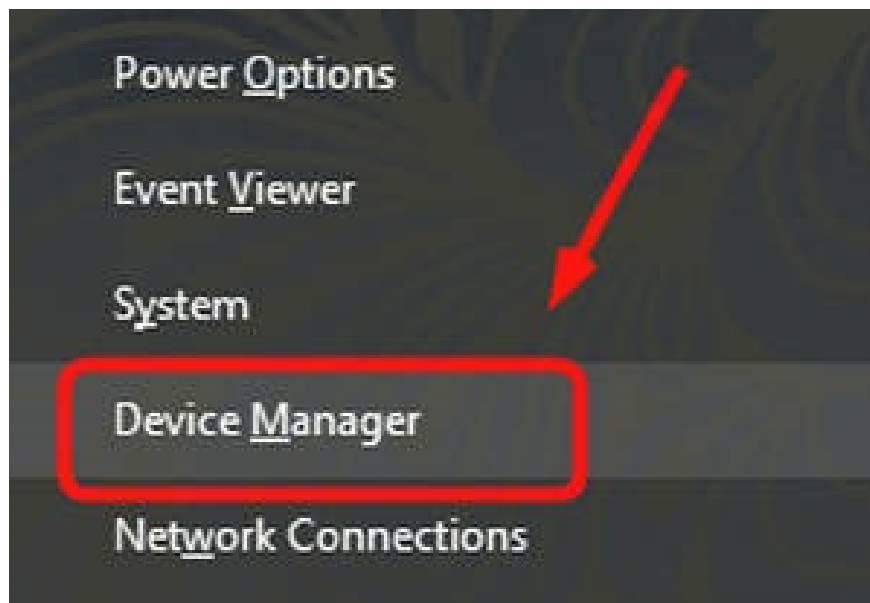 Power Options
Event Viewer
System
Device Manager
Network Connections